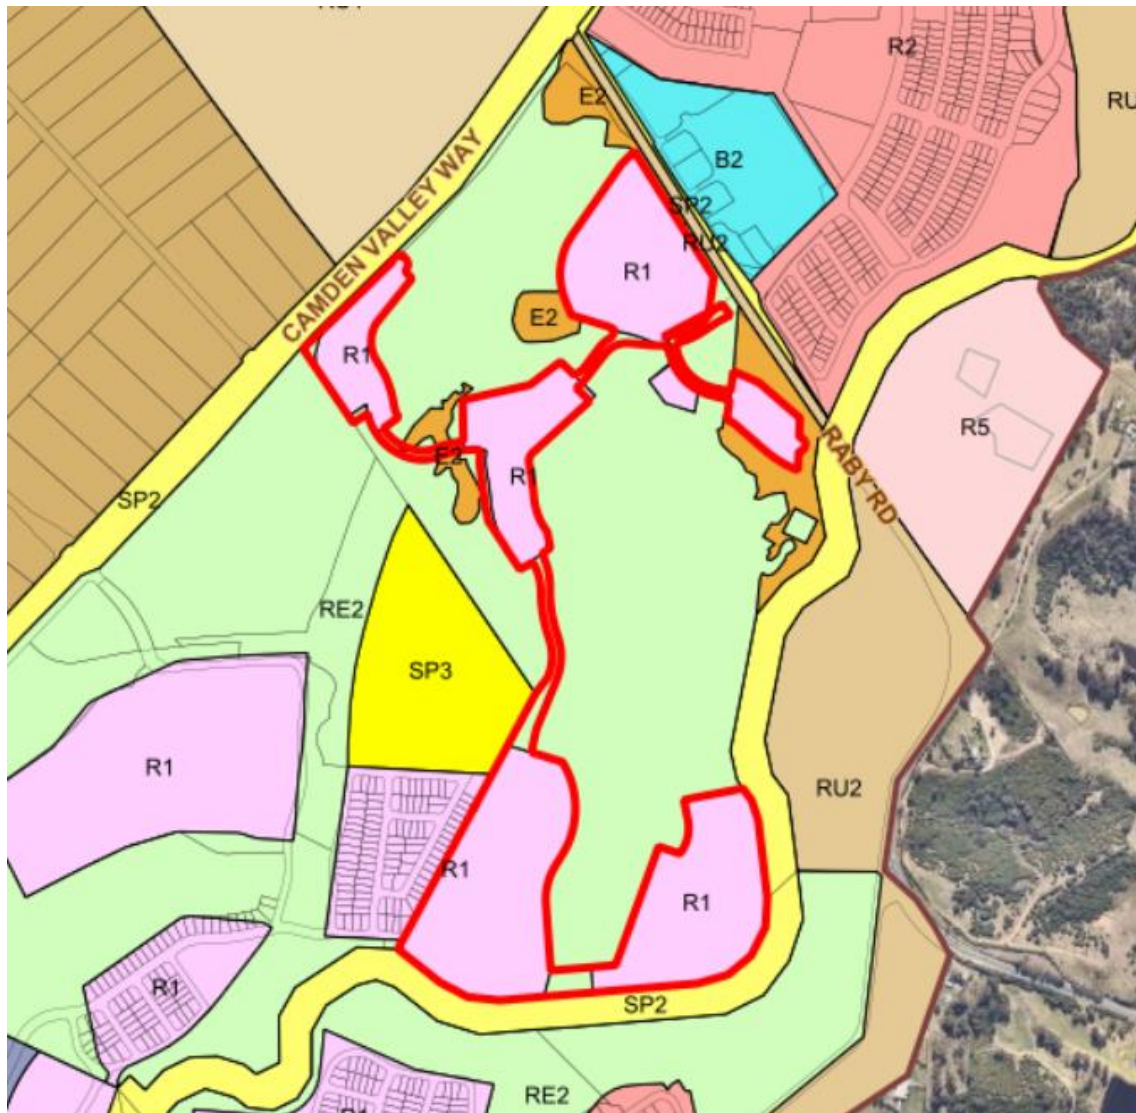 R2
RU
E2
B2
CAMDEN VALLEY WAY
SP2
RU2
R1
E2
R1
R5
E2
R1
RABY RD
SP2
RE2
SP3
R1
RU2
R1
R1
R1
SP2
RE2